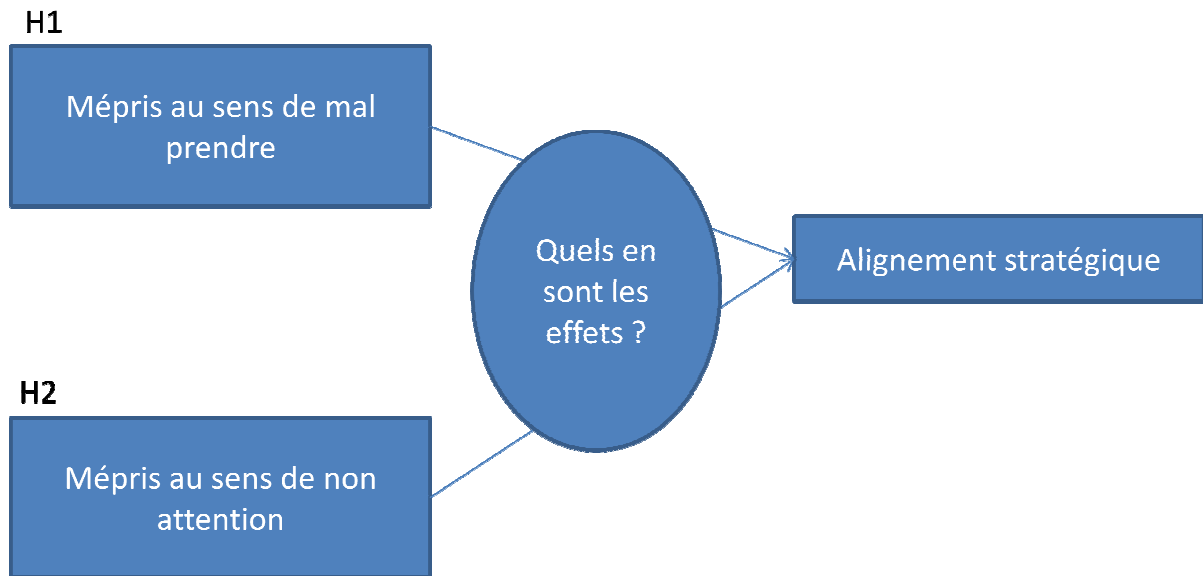 H1
Mépris au sens de mal
prendre
Quels en
sont les
effets ?
Alignement stratégique
H2
Mépris au sens de non
attention